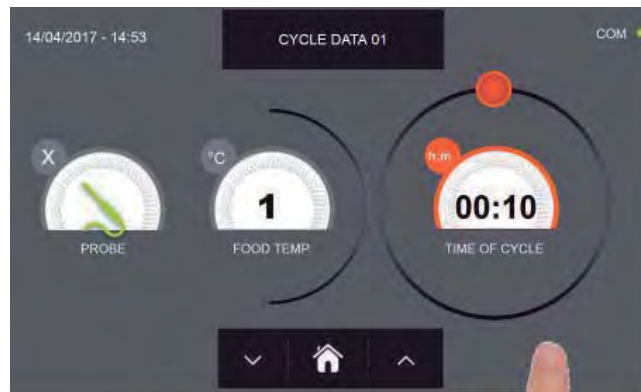 14/04/2017 - 14:53
CYCLE DATA 01
COM
X
°C
h.m
1
00:10
PROBE
FOOD TEMP.
TIME OF CYCLE